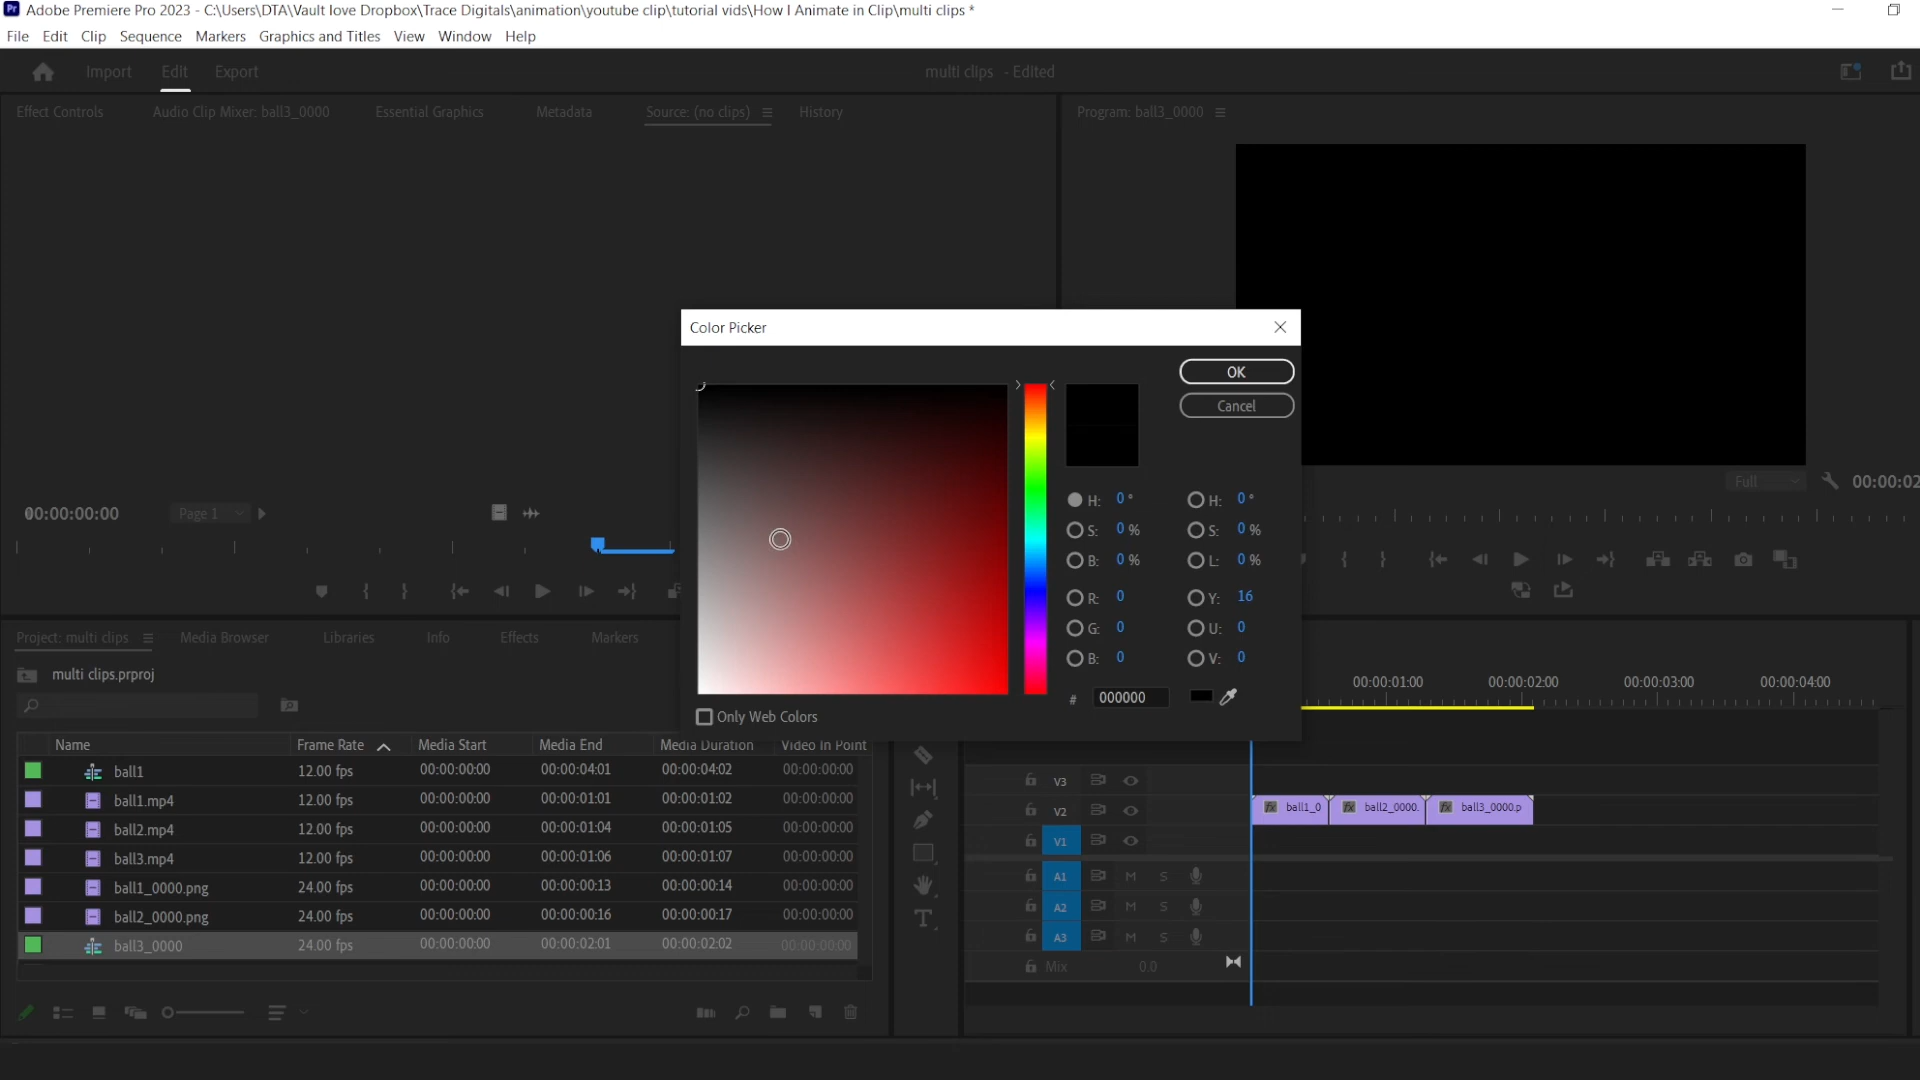 Pr Adobe Premiere Pro 2023 - C:\Users\DTA\Vault love Dropbox\Trace Digitals\animation\youtube clip\tutorial vids\How I Animate in Clip\multi clips *
File Edit Clip Sequence Markers Graphics and Titles View Window Help
Import Edit Export multi clips - Edited
Effect Controls Audio Clip Mixer: ball3_0000 Essential Graphics Metadata Source: (no clips) History Program: ball3_0000
Color Picker
OK
Cancel
H: 0 ° H: 0 °
S: 0 % S: 0 %
B: 0 % L: 0 %
R: 0 Y: 16
G: 0 U: 0
B: 0 V: 0
# 000000
Only Web Colors
00:00:00:00 Page 1
Full 00:00:02
Project: multi clips Media Browser Libraries Info Effects Markers
multi clips.prproj
00:00:01:00 00:00:02:00 00:00:03:00 00:00:04:00
Name Frame Rate Media Start Media End Media Duration Video In Point
ball1 12.00 fps 00:00:00:00 00:00:04:01 00:00:04:02 00:00:00:00
ball1.mp4 12.00 fps 00:00:00:00 00:00:01:01 00:00:01:02 00:00:00:00
ball2.mp4 12.00 fps 00:00:00:00 00:00:01:04 00:00:01:05 00:00:00:00
ball3.mp4 12.00 fps 00:00:00:00 00:00:01:06 00:00:01:07 00:00:00:00
ball1_0000.png 24.00 fps 00:00:00:00 00:00:00:13 00:00:00:14 00:00:00:00
ball2_0000.png 24.00 fps 00:00:00:00 00:00:00:16 00:00:00:17 00:00:00:00
ball3_0000 24.00 fps 00:00:00:00 00:00:02:01 00:00:02:02 00:00:00:00
V3
V2 fx ball1_0 fx ball2_0000. fx ball3_0000.p
V1
A1 M S
A2 M S
A3 M S
Mix 0.0